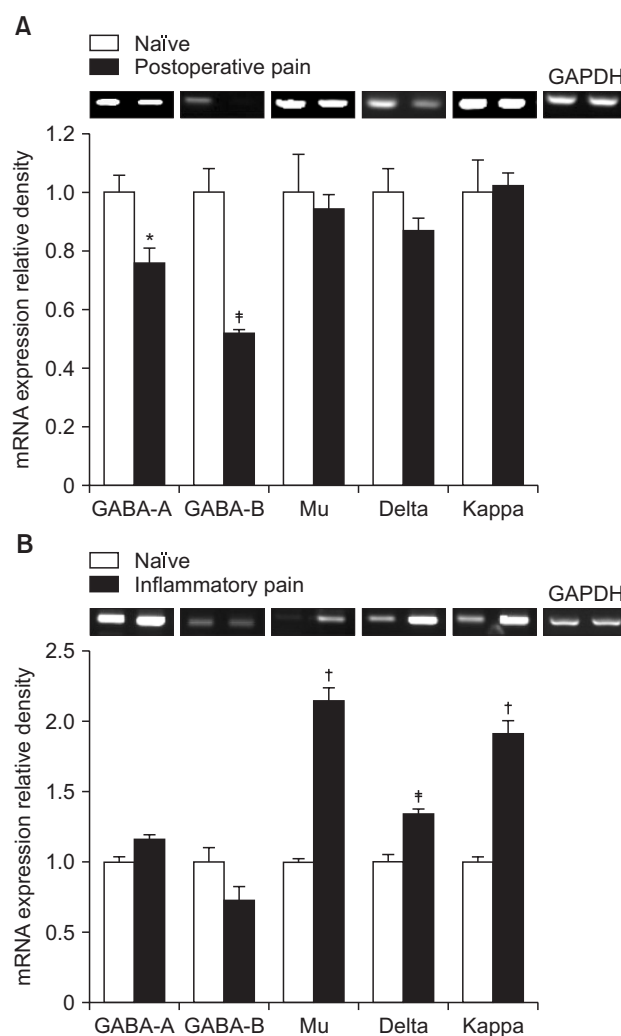 A
Naïve
Postoperative pain
GAPDH
1.2
1.0
0.8
0.6
0.4
0.2
0
mRNA expression relative density
*
ǂ
GABA-A GABA-B Mu Delta Kappa
B
Naïve
Inflammatory pain
GAPDH
2.5
2.0
1.5
1.0
0.5
0
mRNA expression relative density
†
ǂ
†
GABA-A GABA-B Mu Delta Kappa